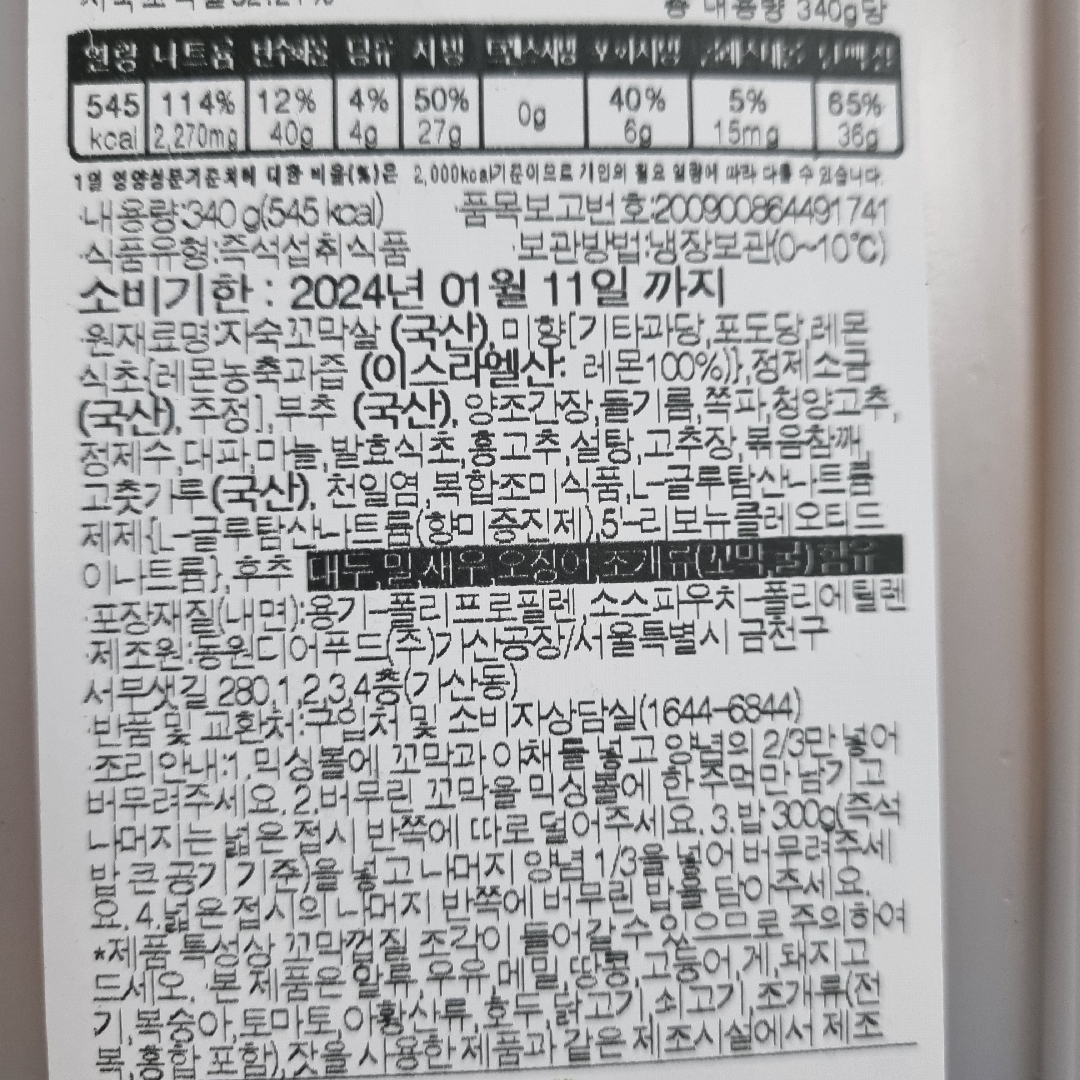 총 내용량 340g당
열량 나트륨 탄수화물 당류 지방 트랜스지방 포화지방 콜레스테롤 단백질
545 kcal 114% 2,270mg 12% 40g 4% 4g 50% 27g 0g 40% 6g 5% 15mg 65% 36g
1일 영양성분기준치에 대한 비율(%)은 2,000kcal기준이므로 개인의 필요 열량에 따라 다를 수 있습니다.
·내용량:340 g(545 kcal) ·품목보고번호:200900864491741
·식품유형:즉석섭취식품 ·보관방법:냉장보관(0~10℃)
소비기한 : 2024년 01월 11일 까지
·원재료명:자숙꼬막살 (국산), 미향[기타과당,포도당,레몬
식초{레몬농축과즙 (이스라엘산: 레몬100%)},정제소금
(국산), 주정],부추 (국산), 양조간장,들기름,쪽파,청양고추,
정제수,대파,마늘,발효식초,홍고추,설탕,고추장,볶음참깨,
고춧가루(국산), 천일염,복합조미식품,L-글루탐산나트륨
제제{L-글루탐산나트륨(향미증진제),5'-리보뉴클레오티드
이나트륨},후추 대두,밀,새우,오징어,조개류(꼬막,굴) 함유
·포장재질(내면):용기-폴리프로필렌,소스파우치-폴리에틸렌
·제조원:동원디어푸드(주)가산공장/서울특별시 금천구
서부샛길 280,1,2,3,4층(가산동)
·반품 및 교환처:구입처 및 소비자상담실(1644-6844)
·조리안내:1.믹싱볼에 꼬막과 야채를 넣고 양념의 2/3만 넣어
버무려주세요.2.버무린 꼬막을 믹싱볼에 한 주먹만 남기고
나머지는 넓은 접시 반쪽에 따로 덜어주세요.3.밥 300g(즉석
밥 큰공기 기준)을 넣고 나머지 양념 1/3을 넣어 버무려주세
요.4.넓은 접시의 나머지 반쪽에 버무린 밥을 담아주세요.
*제품 특성상 꼬막껍질 조각이 들어갈 수 있으므로 주의하여
드세요. ·본 제품은 알류,우유,메밀,땅콩,고등어,게,돼지고
기,복숭아,토마토,아황산류,호두,닭고기,쇠고기,조개류(전
복,홍합 포함),잣을 사용한 제품과 같은 제조시설에서 제조